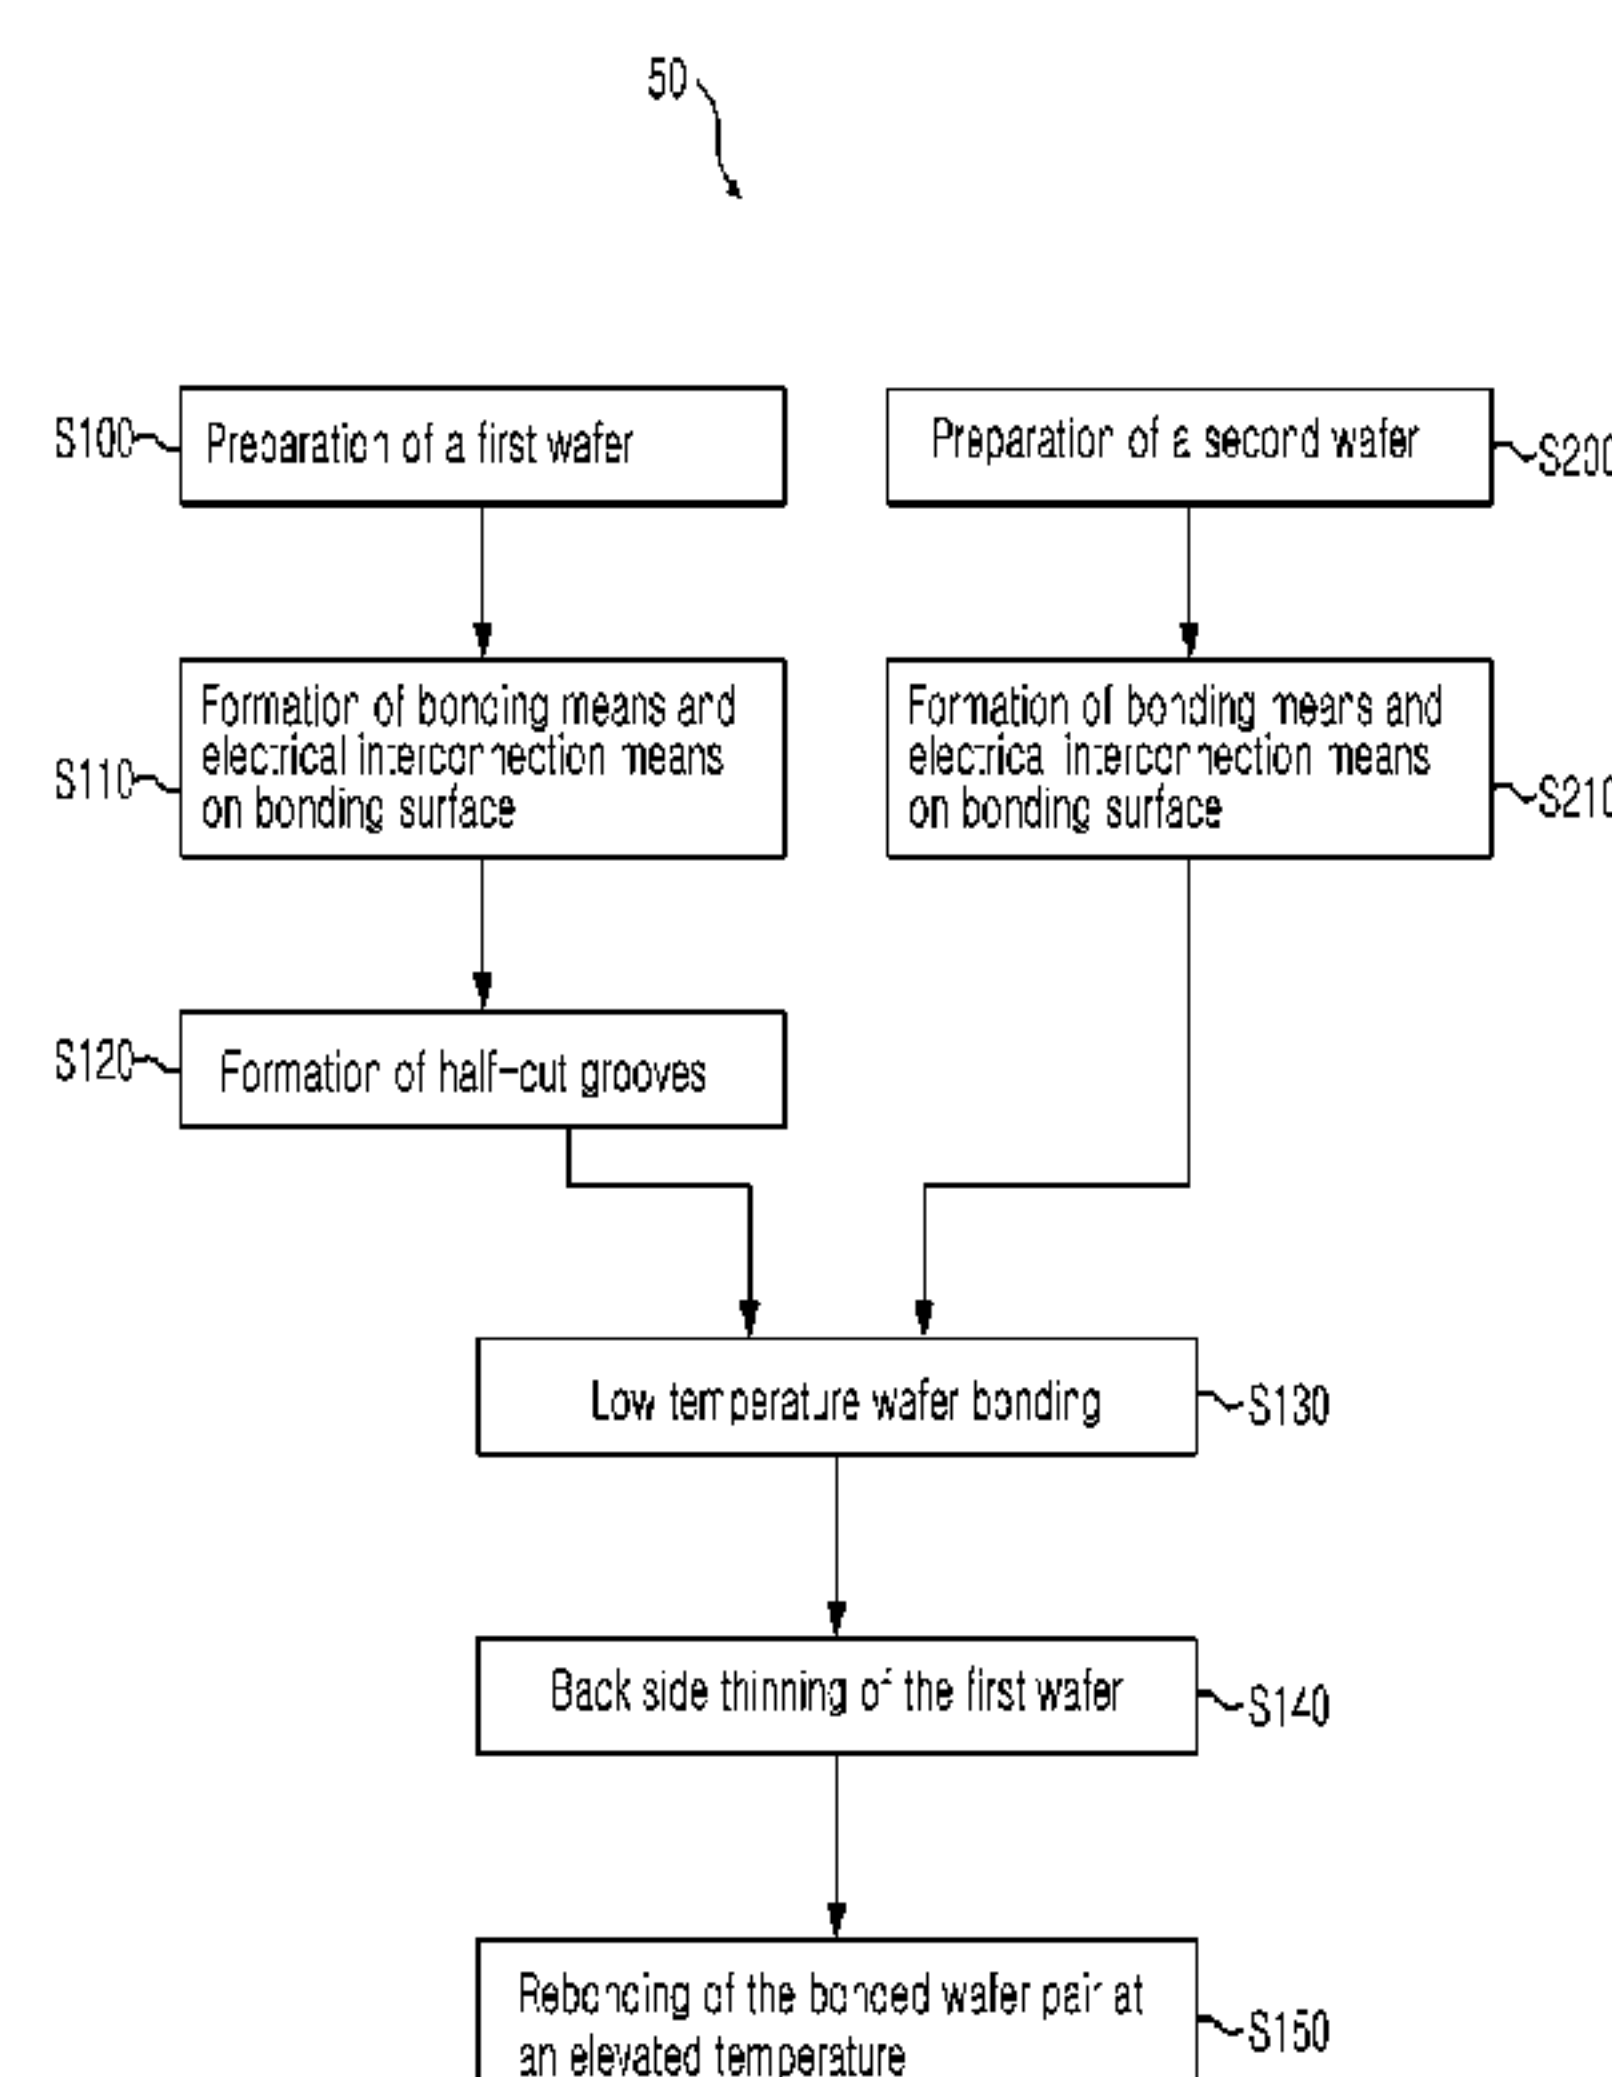 50
S100
Preparation of a first wafer
Preparation of a second wafer
S200
S110
Formation of bonding means and
electrical interconnection means
on bonding surface
Formation of bonding means and
electrical interconnection means
on bonding surface
S210
S120
Formation of half-cut grooves
Low temperature wafer bonding
S130
Back side thinning of the first wafer
S140
Rebonding of the bonded wafer pair at
an elevated temperature
S150